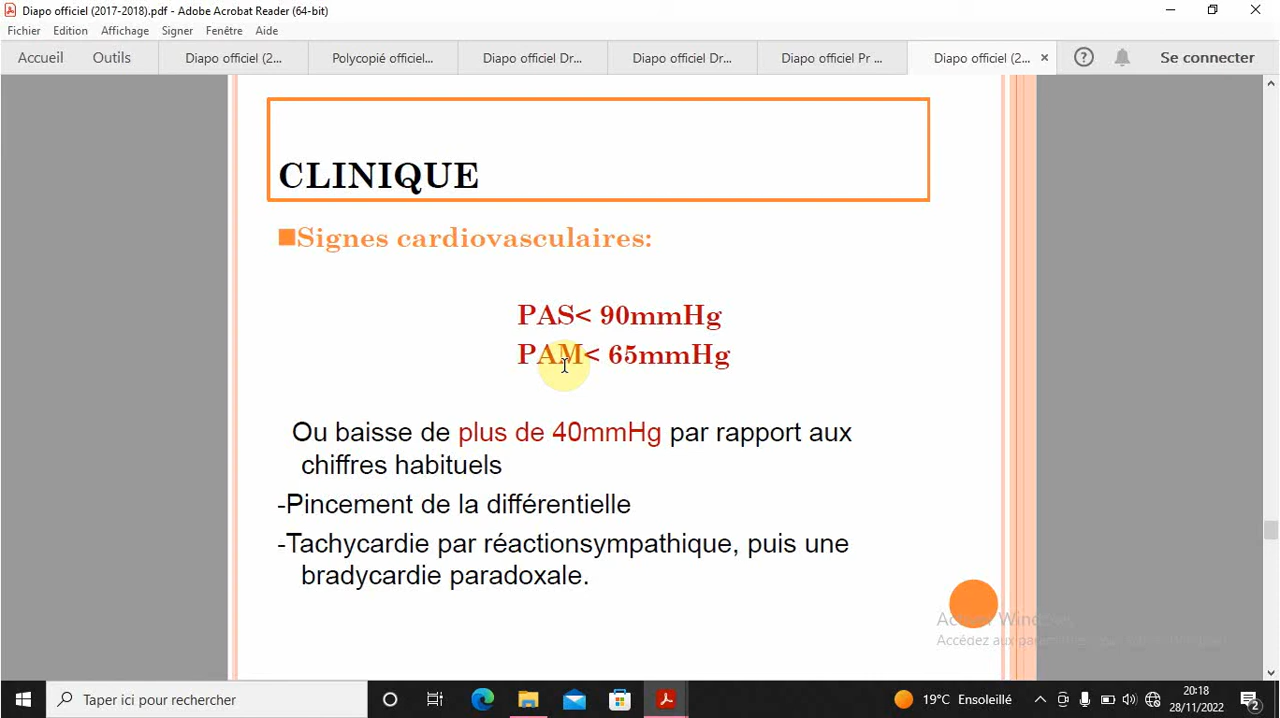 Diapo officiel (2017-2018).pdf - Adobe Acrobat Reader (64-bit)
Fichier Edition Affichage Signer Fenêtre Aide
Accueil Outils Diapo officiel (2... Polycopié officiel... Diapo officiel Dr... Diapo officiel Dr... Diapo officiel Pr ... Diapo officiel (2... × ? Se connecter
CLINIQUE
Signes cardiovasculaires:
PAS< 90mmHg
PAM< 65mmHg
Ou baisse de plus de 40mmHg par rapport aux
chiffres habituels
-Pincement de la différentielle
-Tachycardie par réactionsympathique, puis une
bradycardie paradoxale.
Accédez aux
Taper ici pour rechercher
19°C Ensoleillé
20:18
28/11/2022
2